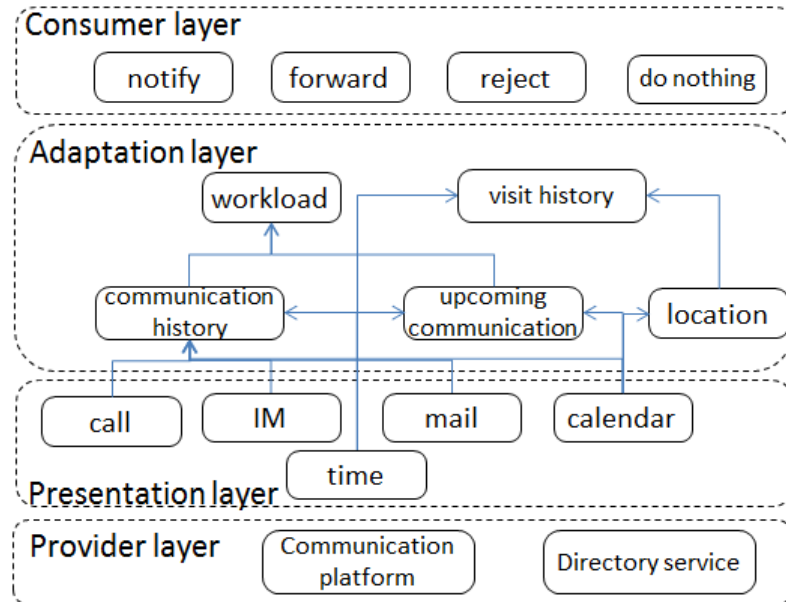 Consumer layer
notify
forward
reject
do nothing
Adaptation layer
workload
visit history
communication
history
upcoming
communication
location
call
IM
mail
calendar
time
Presentation layer
Provider layer
Communication
platform
Directory service